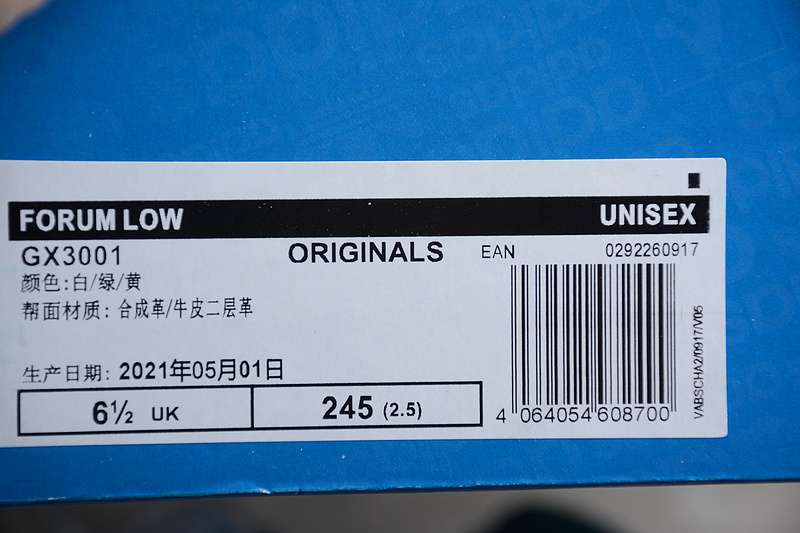 FORUM LOW UNISEX
GX3001 ORIGINALS EAN 0292260917
颜色:白/绿/黄
帮面材质: 合成革/牛皮二层革
生产日期: 2021年05月01日
6½ UK 245 (2.5)
4 064054 608700
VABSCHA2/0917/V05